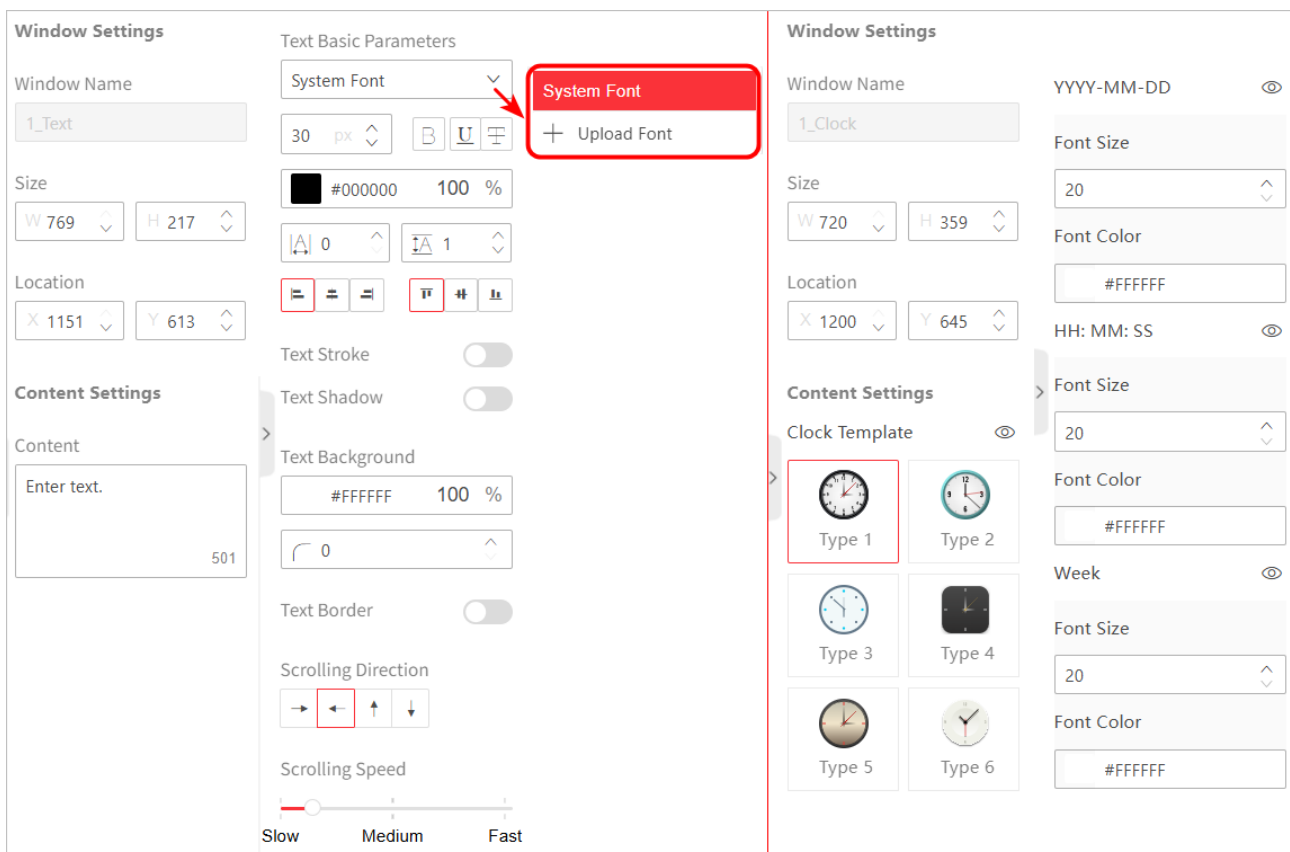 Window Settings
Window Name
1_Text
Size
W 769
H 217
Location
X 1151
Y 613
Content Settings
Content
Enter text.
501
Text Basic Parameters
System Font
30 px
B U T
#000000 100 %
A 0
A 1
Text Stroke
Text Shadow
Text Background
#FFFFFF 100 %
0
Text Border
Scrolling Direction
Scrolling Speed
Slow Medium Fast
System Font
Upload Font
Window Settings
Window Name
1_Clock
Size
W 720
H 359
Location
X 1200
Y 645
Content Settings
Clock Template
12
3
6
9
Type 1
Type 2
Type 3
Type 4
Type 5
Type 6
YYYY-MM-DD
Font Size
20
Font Color
#FFFFFF
HH: MM: SS
Font Size
20
Font Color
#FFFFFF
Week
Font Size
20
Font Color
#FFFFFF